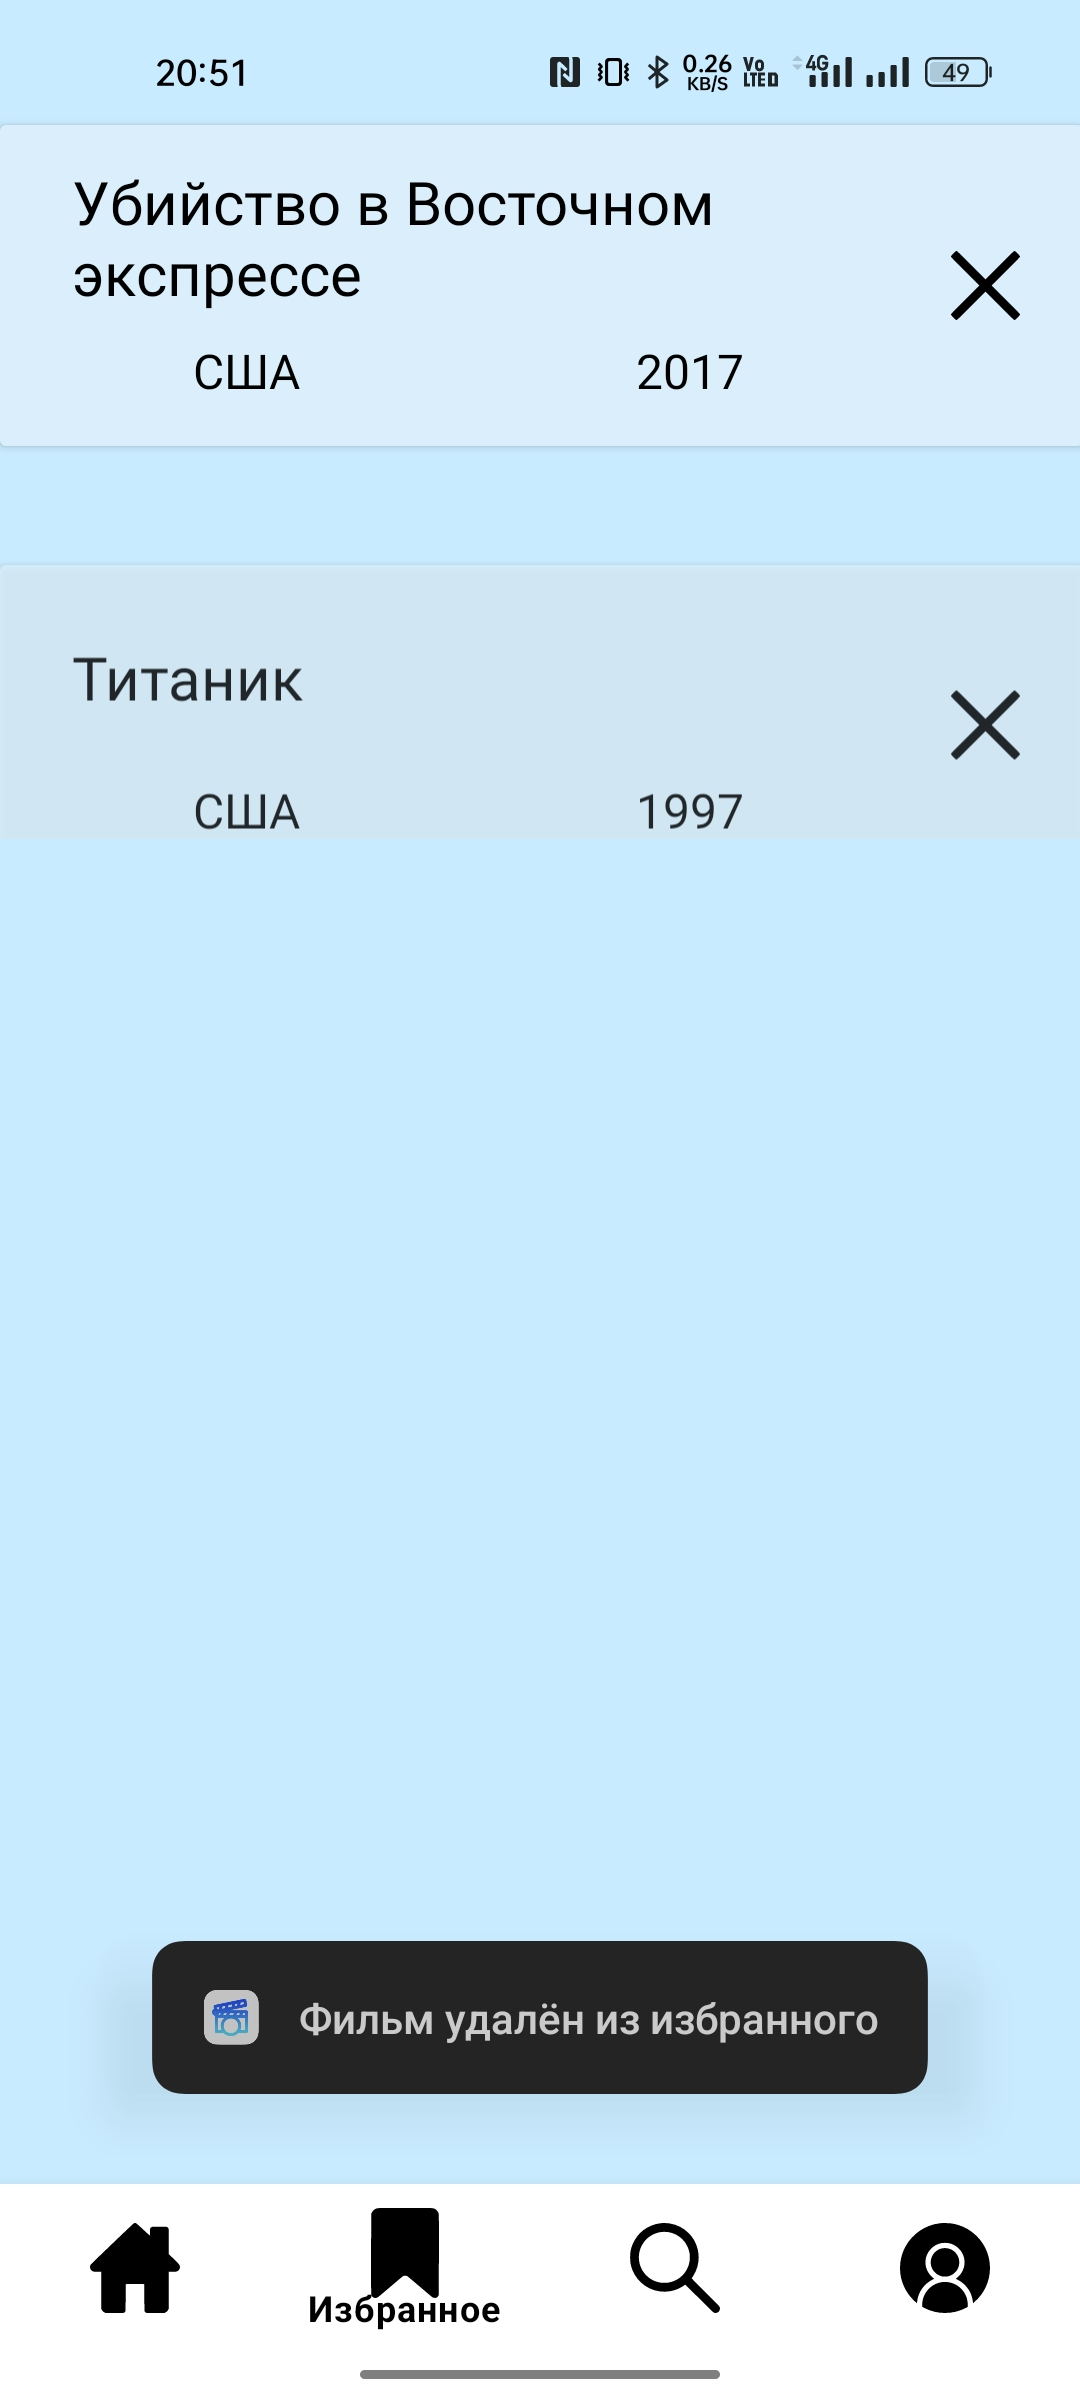 20:51 0.26 KB/S Vo LTE D 4G 49
Убийство в Восточном
экспрессе
США 2017
Титаник
США 1997
Фильм удалён из избранного
Избранное